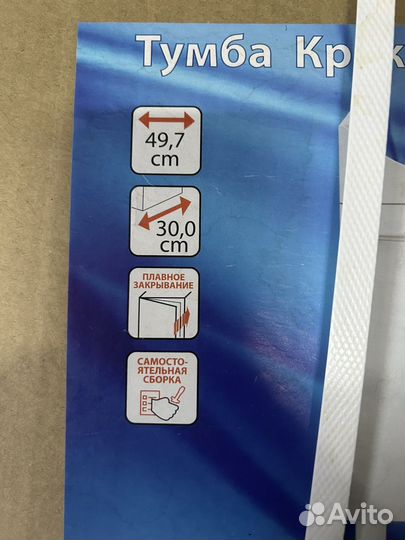 Тумба
49,7
cm
30,0
cm
ПЛАВНОЕ
ЗАКРЫВАНИЕ
САМОСТО-
ЯТЕЛЬНАЯ
СБОРКА
Avito